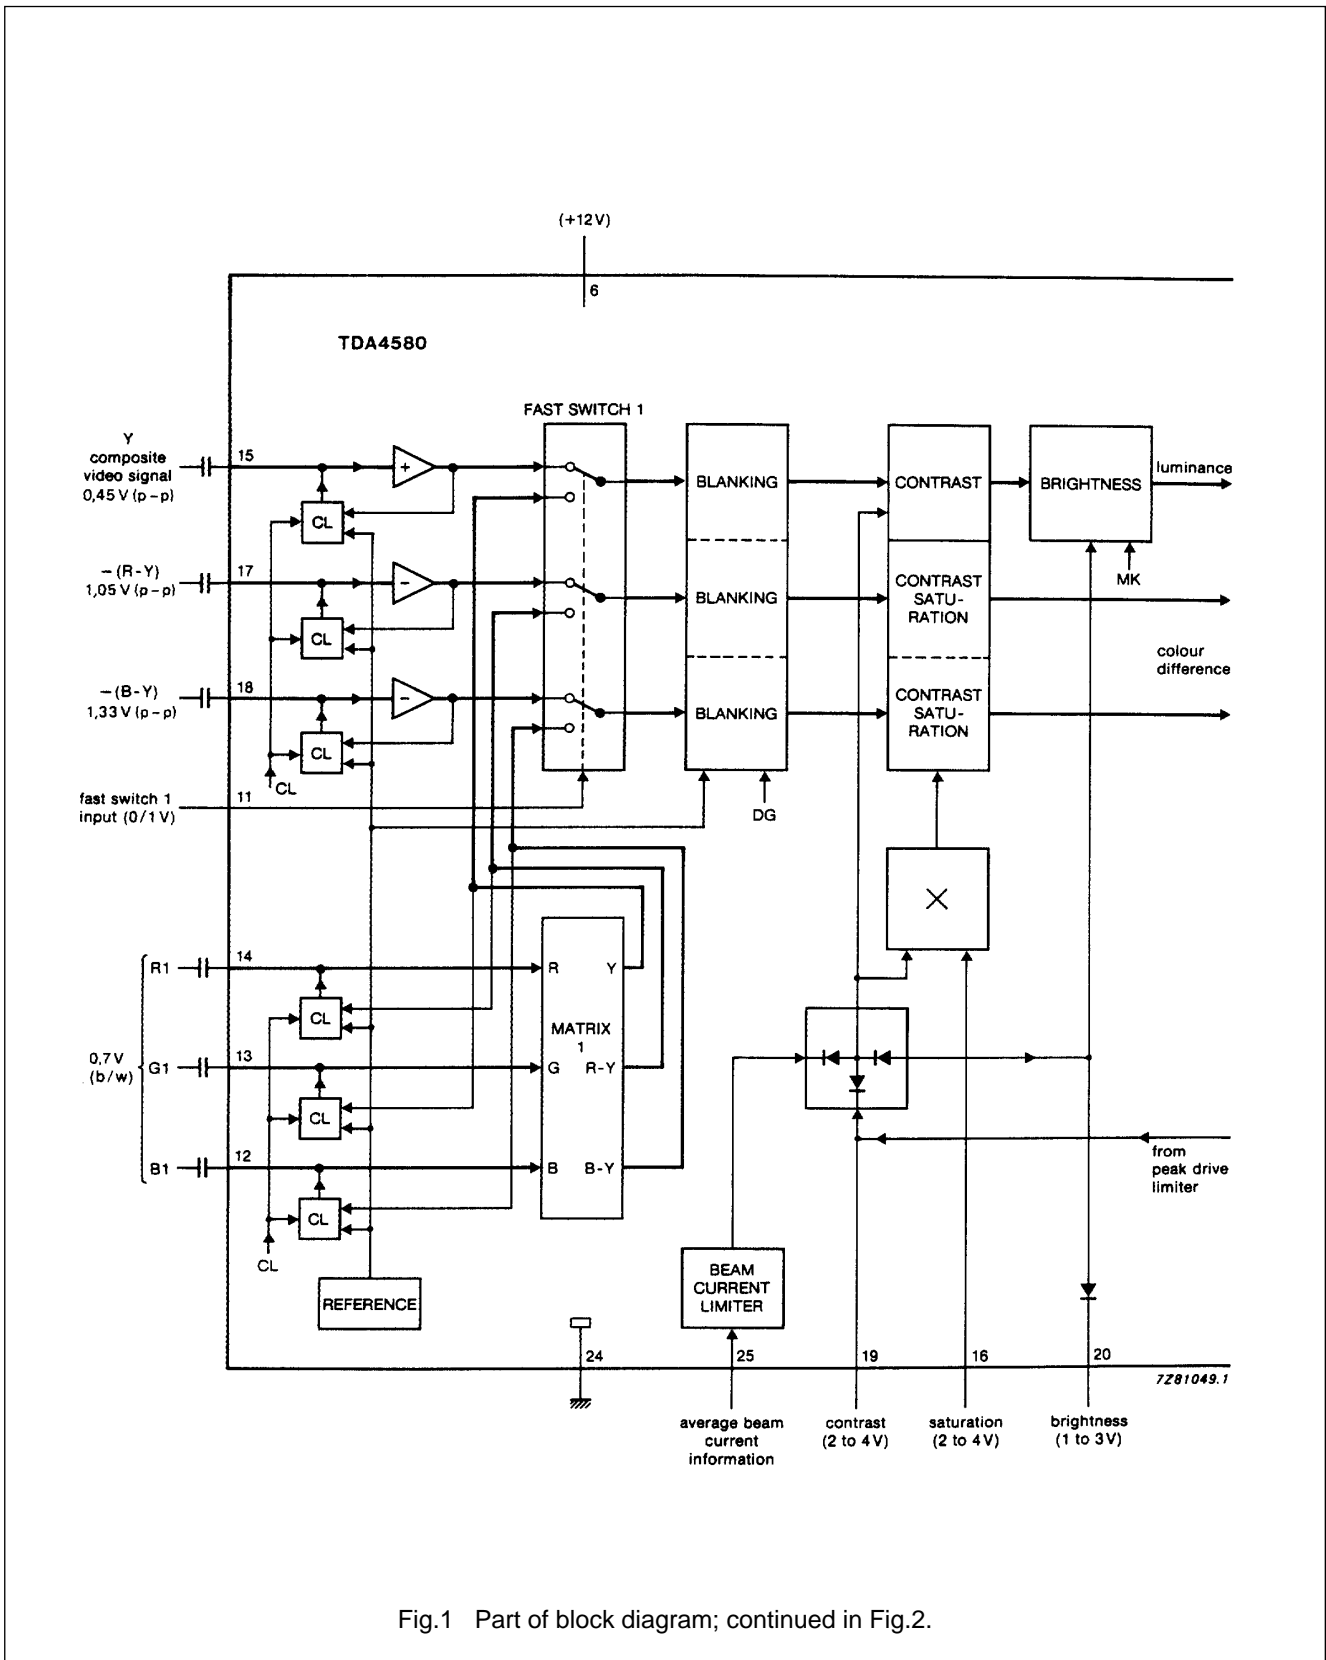 (+12V)
6
TDA4580
FAST SWITCH 1
Y
composite
video signal
0,45 V (p–p)
15
+
CL
BLANKING
CONTRAST
BRIGHTNESS
luminance
–(R-Y)
1,05 V (p–p)
17
–
CL
BLANKING
CONTRAST
SATU-
RATION
MK
colour
difference
–(B-Y)
1,33 V (p–p)
18
–
CL
BLANKING
CONTRAST
SATU-
RATION
CL
fast switch 1
input (0/1 V)
11
DG
×
0,7 V
(b/w)
R1
14
CL
R
Y
MATRIX
1
G1
13
CL
G
R-Y
B1
12
CL
B
B-Y
CL
REFERENCE
from
peak drive
limiter
BEAM
CURRENT
LIMITER
24
25
19
16
20
7Z81049.1
average beam
current
information
contrast
(2 to 4 V)
saturation
(2 to 4 V)
brightness
(1 to 3 V)
Fig.1 Part of block diagram; continued in Fig.2.